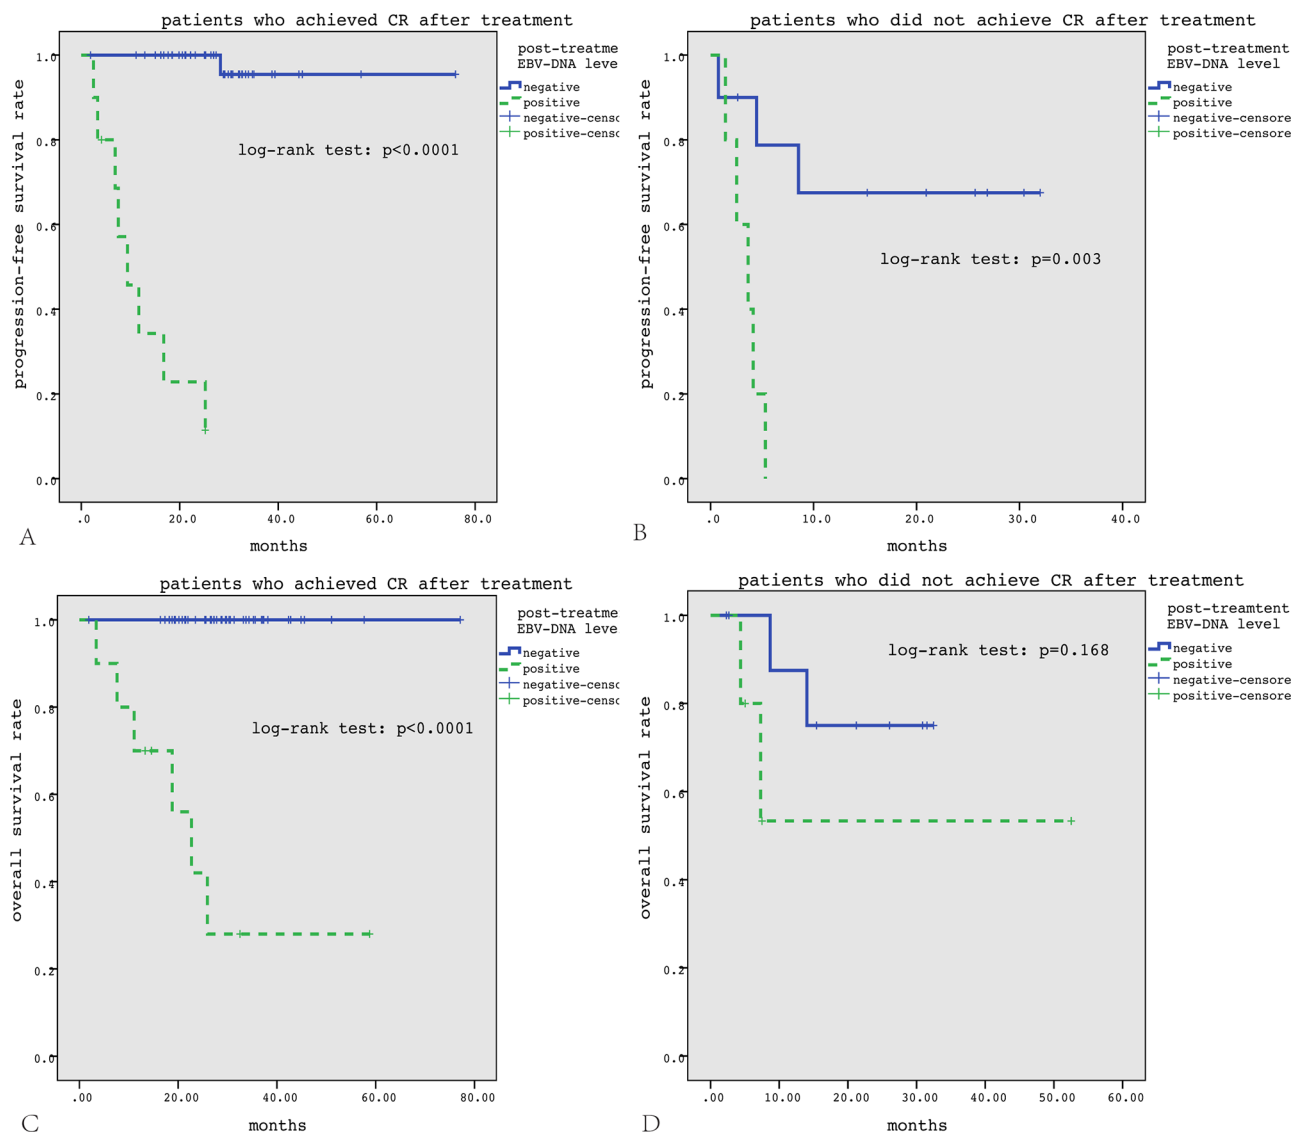 patients who achieved CR after treatment
progression-free survival rate
1.0
0.8
0.6
0.4
0.2
0.0
.0
20.0
40.0
60.0
80.0
months
log-rank test: p<0.0001
post-treatme
EBV-DNA leve
negative
positive
negative-censo
positive-censo
A
patients who did not achieve CR after treatment
progression-free survival rate
1.0
0.8
0.6
0.4
0.2
0.0
.0
10.0
20.0
30.0
40.0
months
log-rank test: p=0.003
post-treatment
EBV-DNA level
negative
positive
negative-censore
positive-censore
B
patients who achieved CR after treatment
overall survival rate
1.0
0.8
0.6
0.4
0.2
0.0
.00
20.00
40.00
60.00
80.00
months
log-rank test: p<0.0001
post-treatme
EBV-DNA leve
negative
positive
negative-censo
positive-censo
C
patients who did not achieve CR after treatment
overall survival rate
1.0
0.8
0.6
0.4
0.2
0.0
.00
10.00
20.00
30.00
40.00
50.00
60.00
months
log-rank test: p=0.168
post-treamtent
EBV-DNA level
negative
positive
negative-censore
positive-censore
D